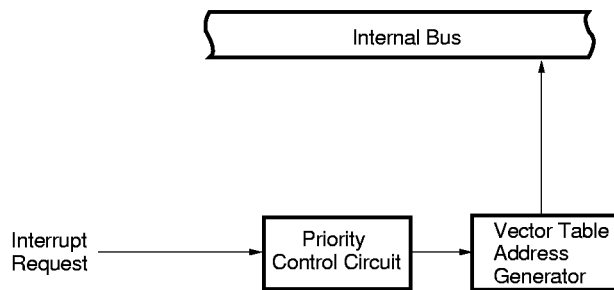 Internal Bus
Interrupt
Request
Priority
Control Circuit
Vector Table
Address
Generator